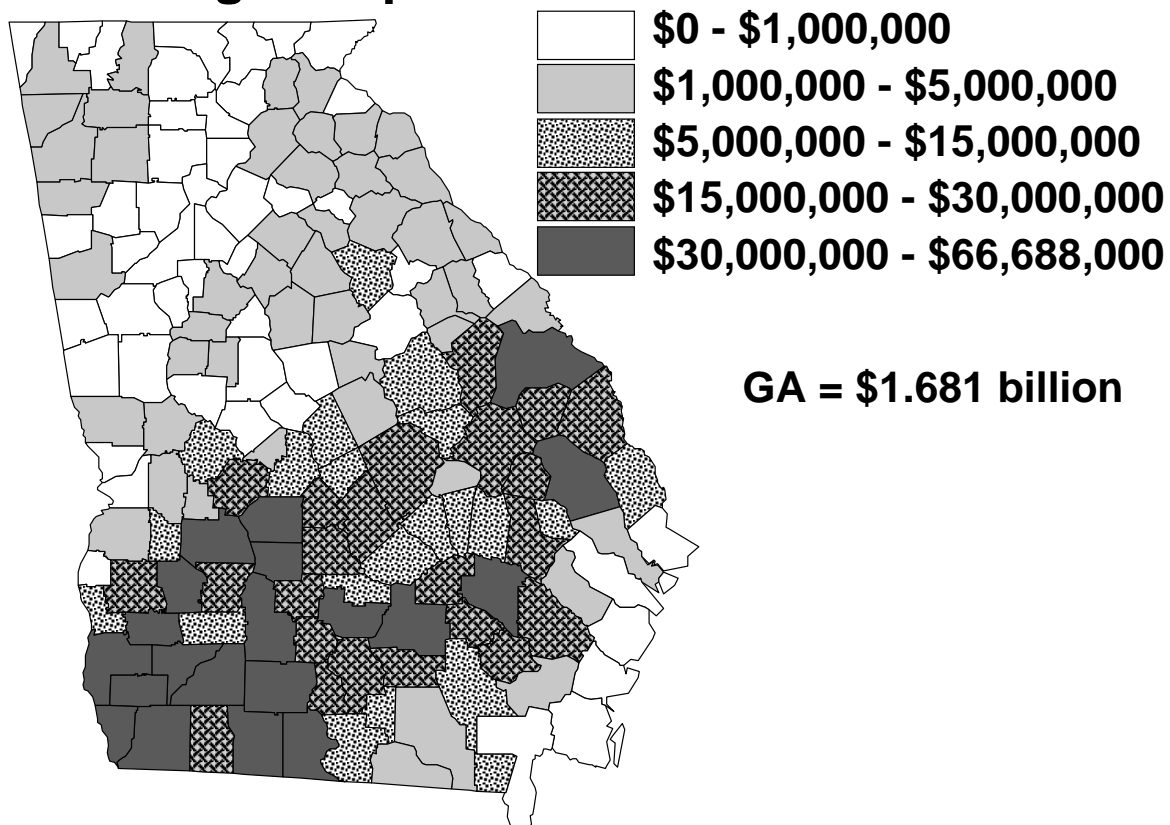 $0 - $1,000,000
$1,000,000 - $5,000,000
$5,000,000 - $15,000,000
$15,000,000 - $30,000,000
$30,000,000 - $66,688,000
GA = $1.681 billion